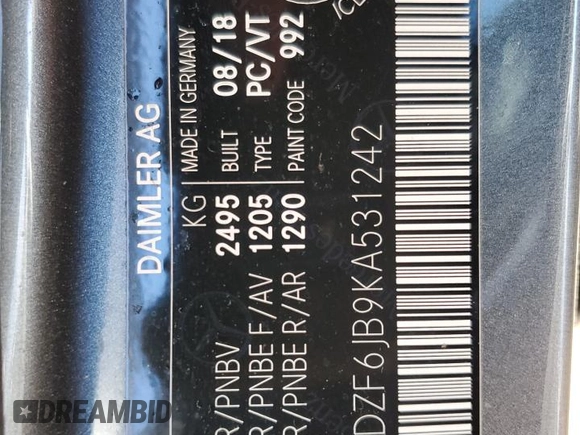 DAIMLER AG
KG MADE IN GERMANY
R/PNBV 2495 BUILT 08/18
R/PNBE F/AV 1205 TYPE PC/VT
R/PNBE R/AR 1290 PAINT CODE 992
DZF6JB9KA531242
DREAMBID